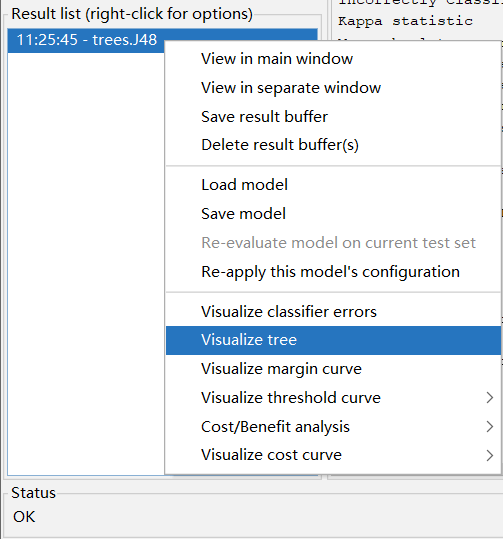 Result list (right-click for options)
Kappa statistic
11:25:45 - trees.J48
View in main window
View in separate window
Save result buffer
Delete result buffer(s)
Load model
Save model
Re-evaluate model on current test set
Re-apply this model's configuration
Visualize classifier errors
Visualize tree
Visualize margin curve
Visualize threshold curve
Cost/Benefit analysis
Visualize cost curve
Status
OK